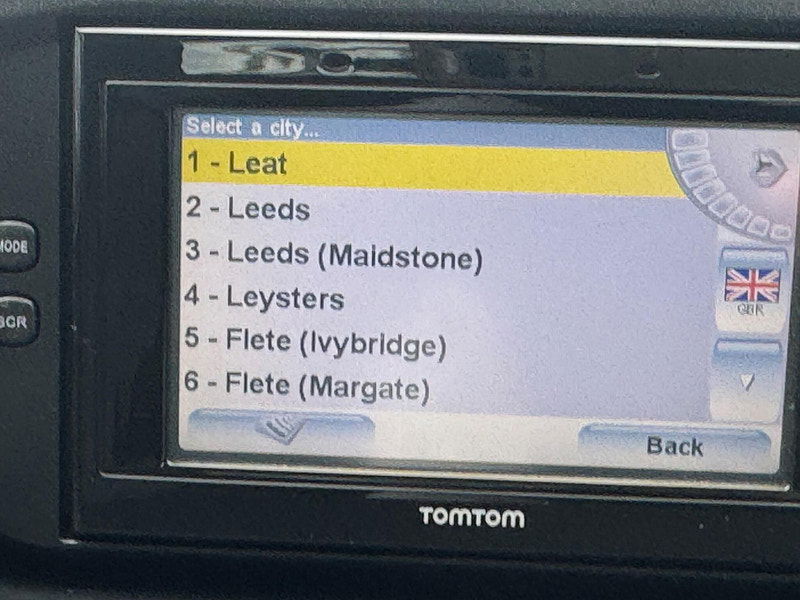 Select a city...
1 - Leat
2 - Leeds
3 - Leeds (Maidstone)
4 - Leysters
5 - Flete (Ivybridge)
6 - Flete (Margate)
GBR
Back
MODE
BGR
TOMTOM